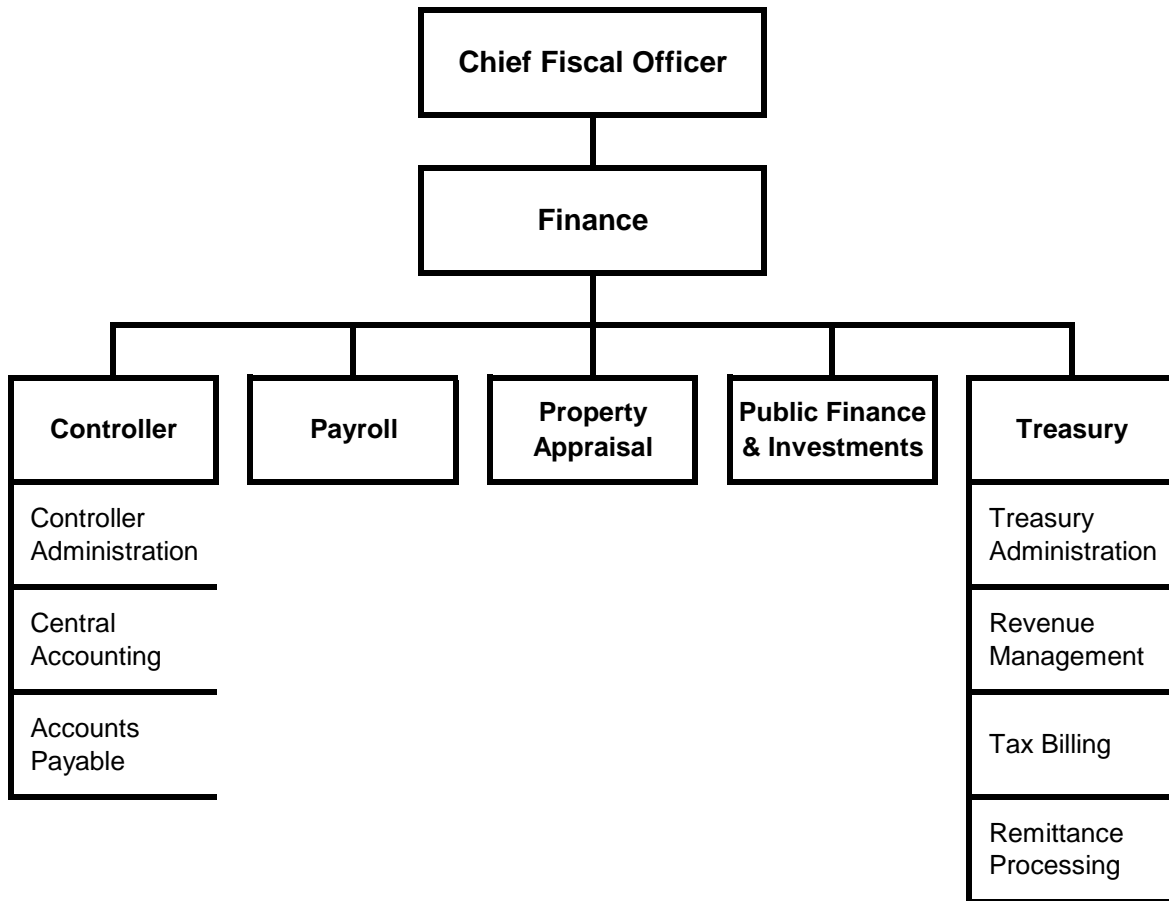 Chief Fiscal Officer
Finance
Controller
Payroll
Property
Appraisal
Public Finance
& Investments
Treasury
Controller
Administration
Central
Accounting
Accounts
Payable
Treasury
Administration
Revenue
Management
Tax Billing
Remittance
Processing